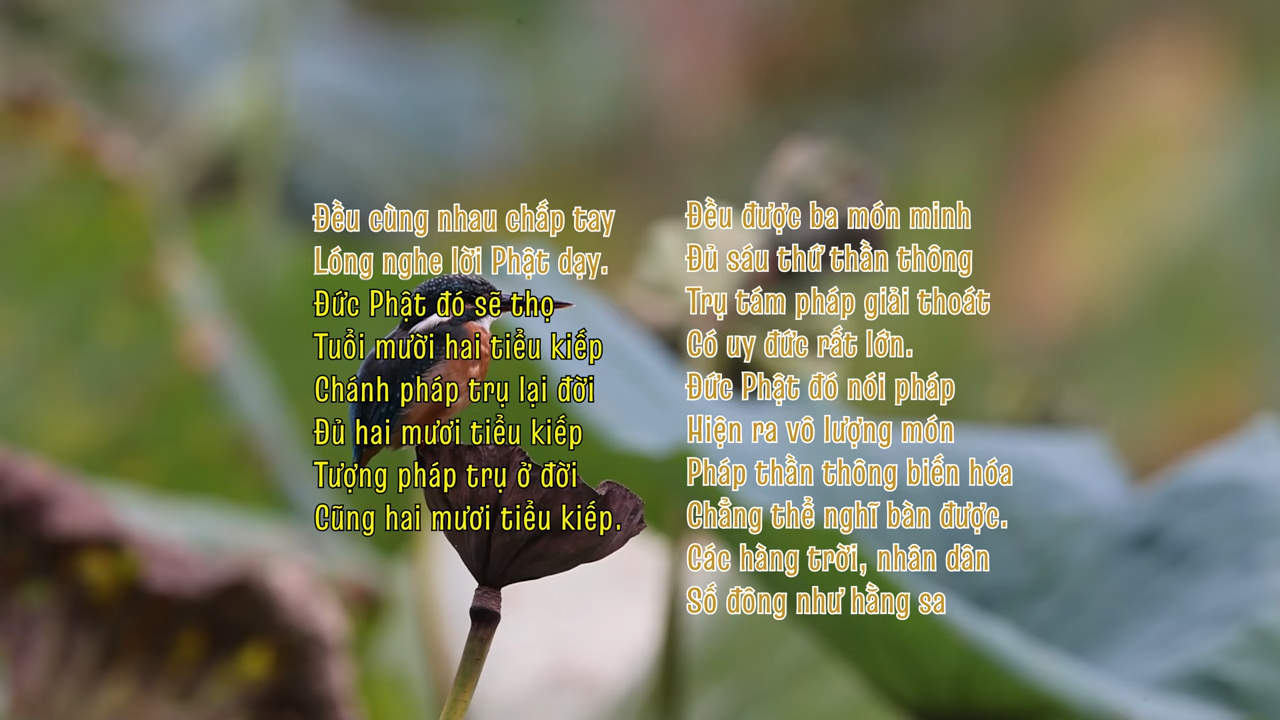 Đều cùng nhau chắp tay
Lóng nghe lời Phật dạy.
Đức Phật đó sẽ thọ
Tuổi mười hai tiểu kiếp
Chánh pháp trụ lại đời
Đủ hai mươi tiểu kiếp
Tượng pháp trụ ở đời
Cũng hai mươi tiểu kiếp.
Đều được ba món minh
Đủ sáu thứ thần thông
Trụ tám pháp giải thoát
Có uy đức rất lớn.
Đức Phật đó nói pháp
Hiện ra vô lượng món
Pháp thần thông biến hóa
Chẳng thể nghĩ bàn được.
Các hàng trời, nhân dân
Số đông như hằng sa